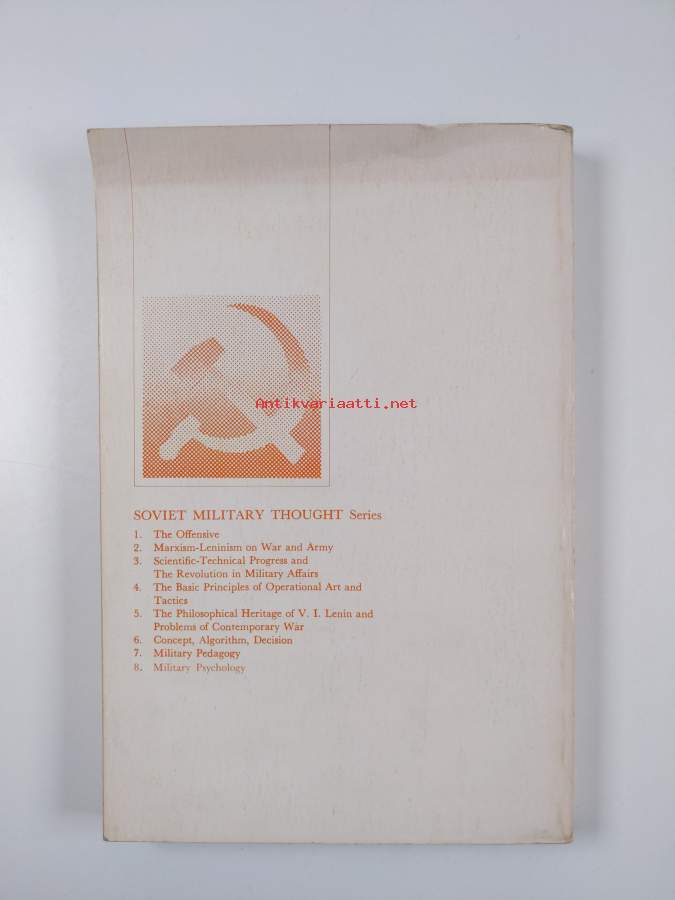 Antikvariaatti.net
SOVIET MILITARY THOUGHT Series
1. The Offensive
2. Marxism-Leninism on War and Army
3. Scientific-Technical Progress and
The Revolution in Military Affairs
4. The Basic Principles of Operational Art and
Tactics
5. The Philosophical Heritage of V. I. Lenin and
Problems of Contemporary War
6. Concept, Algorithm, Decision
7. Military Pedagogy
8. Military Psychology